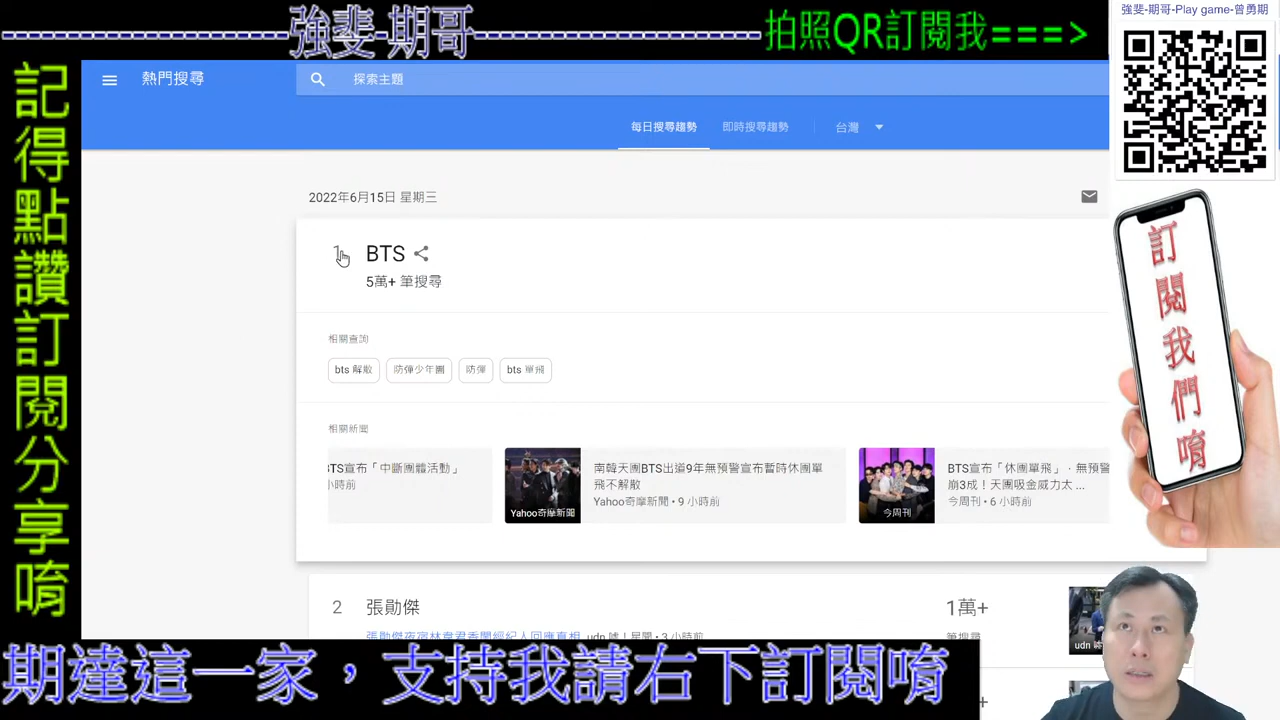 ------------------------強斐-期哥------------------------
拍照QR訂閱我===>
強斐-期哥-Play game-曾勇期
記得點讚訂閱分享唷
熱門搜尋
探索主題
每日搜尋趨勢
即時搜尋趨勢
台灣
2022年6月15日 星期三
1
BTS
5萬+ 筆搜尋
相關查詢
bts 解散
防彈少年團
防彈
bts 單飛
相關新聞
BTS宣布「中斷團體活動」
小時前
Yahoo奇摩新聞
南韓天團BTS出道9年無預警宣布暫時休團單
飛不解散
Yahoo奇摩新聞 • 9 小時前
今周刊
BTS宣布「休團單飛」，無預警
崩3成！天團吸金威力太 ...
今周刊 • 6 小時前
2
張勛傑
1萬+
筆搜尋
udn
訂閱我們唷
期達這一家，支持我請右下訂閱唷